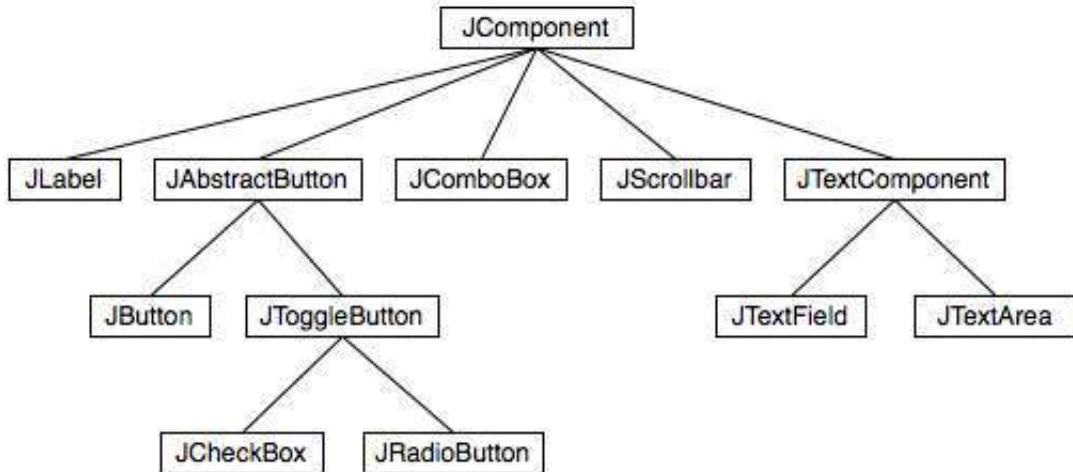 JComponent
JLabel
JAbstractButton
JComboBox
JScrollbar
JTextComponent
JButton
JToggleButton
JTextField
JTextArea
JCheckBox
JRadioButton